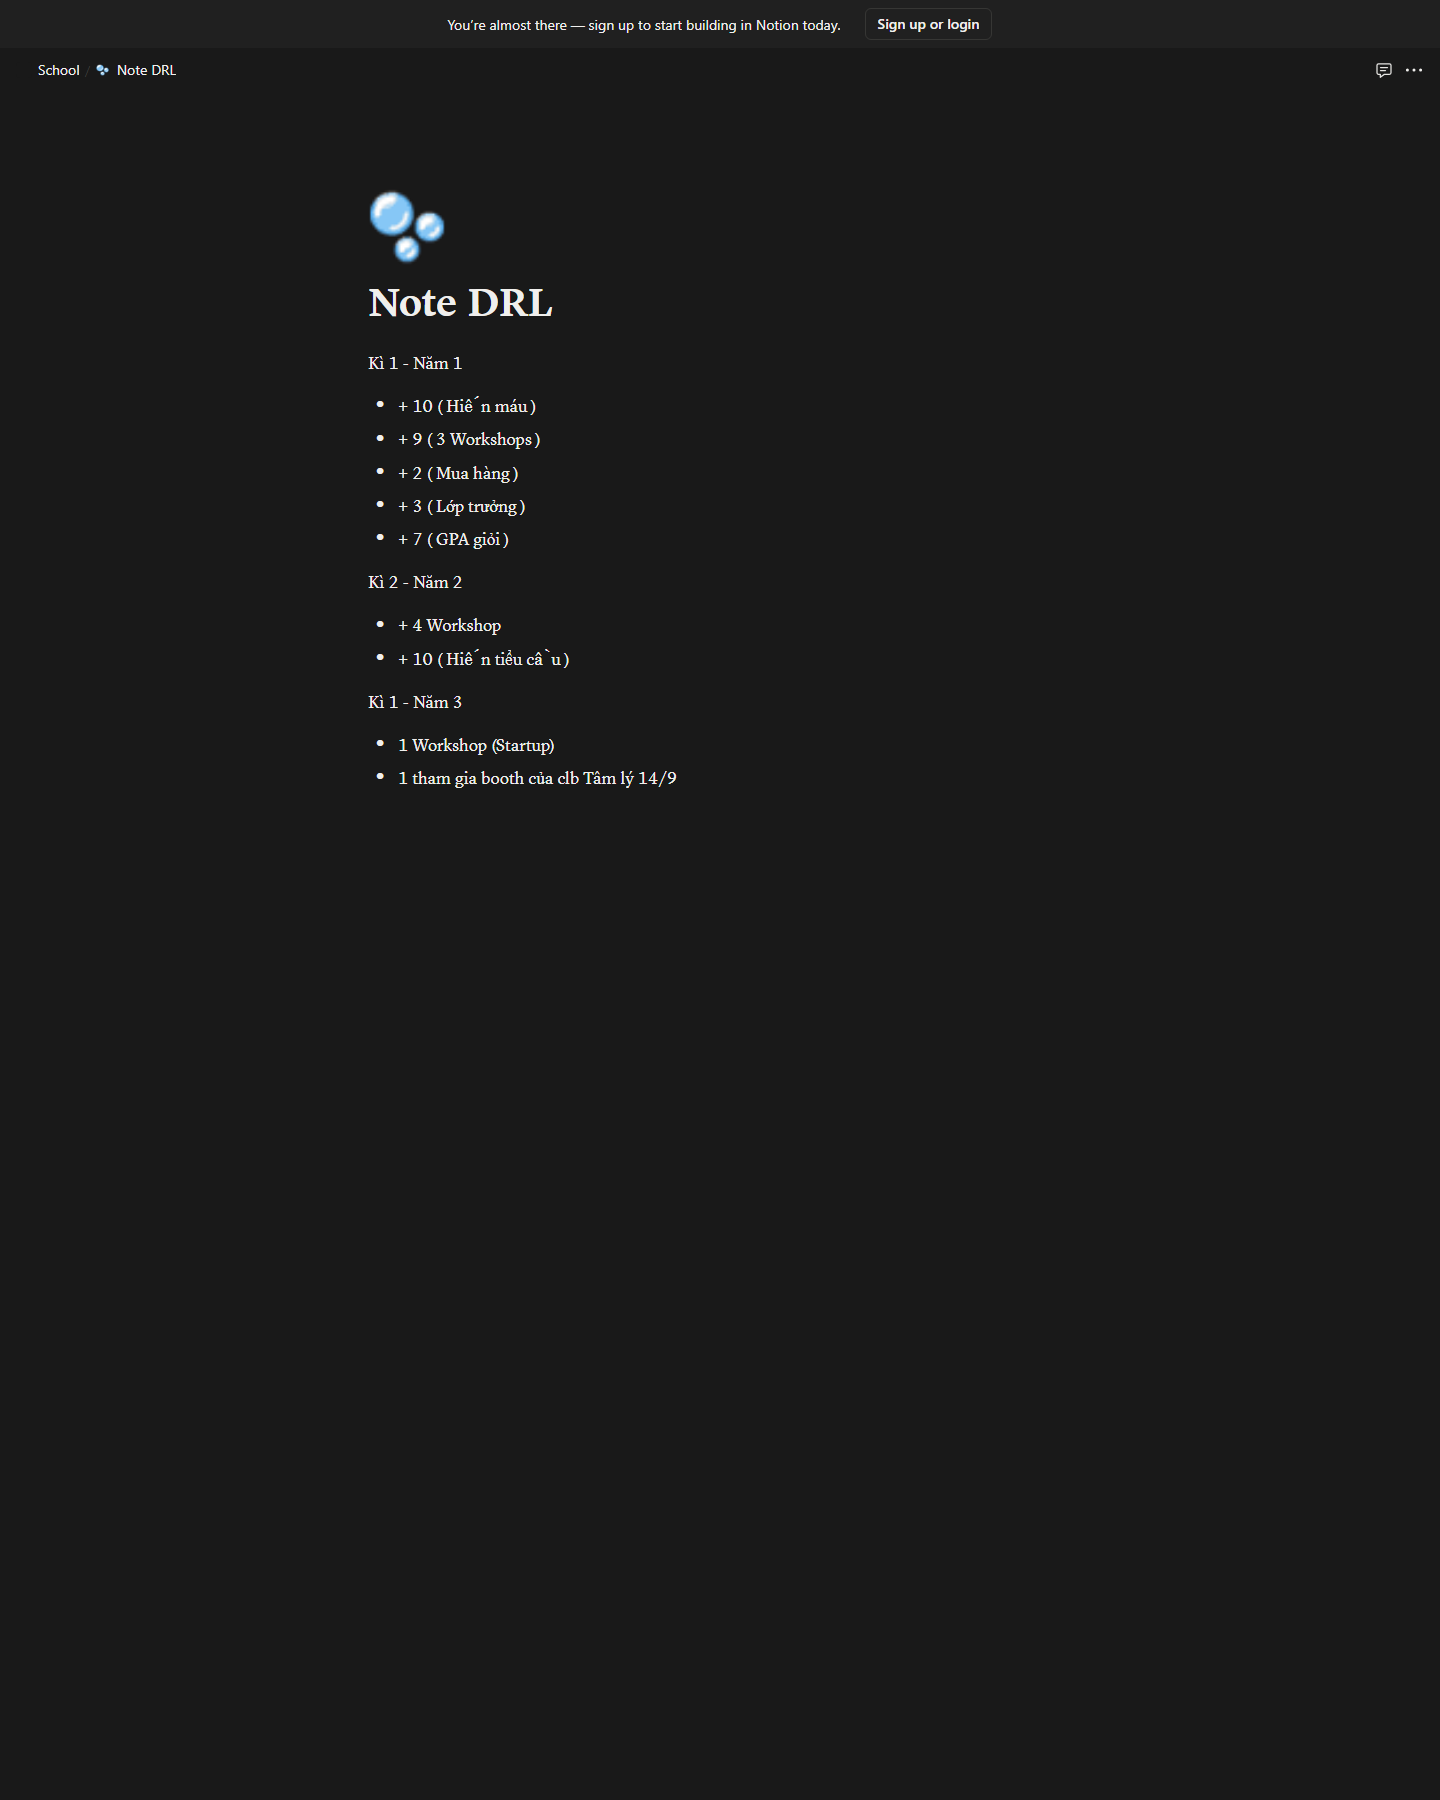 You’re almost there — sign up to start building in Notion today.
Sign up or login
School / Note DRL
Note DRL
Kì 1 - Năm 1
• + 10 ( Hiến máu )
• + 9 ( 3 Workshops )
• + 2 ( Mua hàng )
• + 3 ( Lớp trưởng )
• + 7 ( GPA giỏi )
Kì 2 - Năm 2
• + 4 Workshop
• + 10 ( Hiến tiểu cầu )
Kì 1 - Năm 3
• 1 Workshop (Startup)
• 1 tham gia booth của clb Tâm lý 14/9